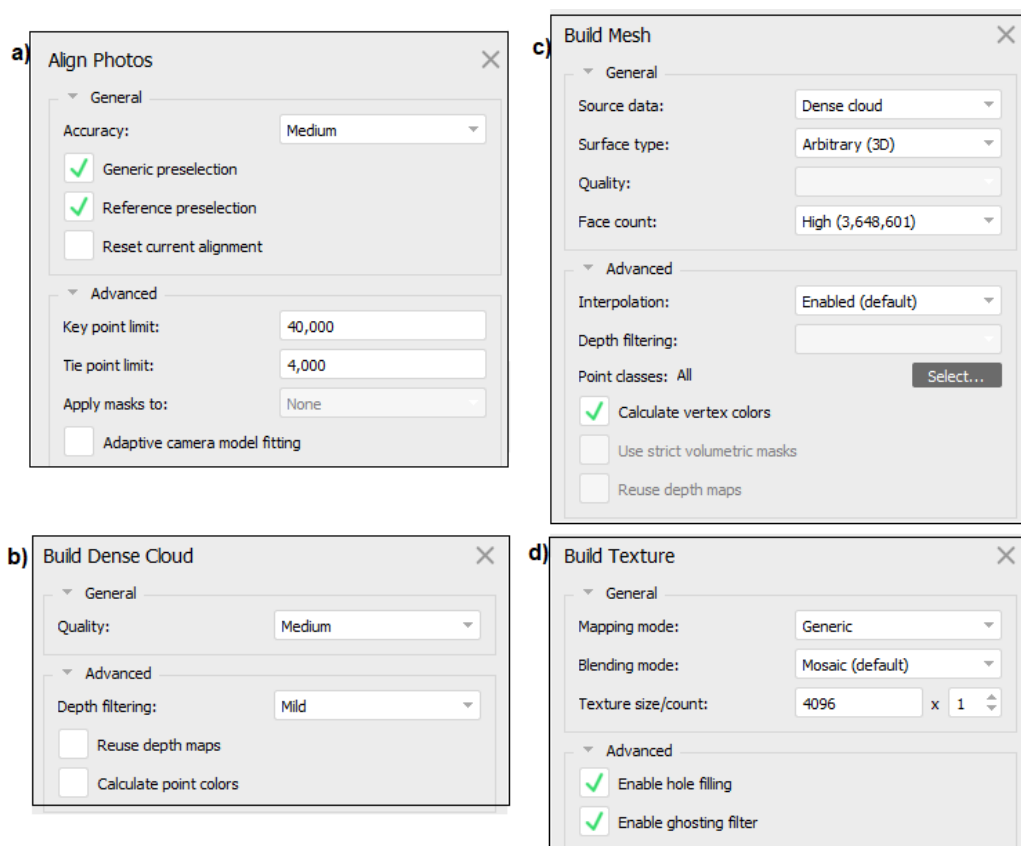 a)
Align Photos
General
Accuracy: Medium
Generic preselection
Reference preselection
Reset current alignment
Advanced
Key point limit: 40,000
Tie point limit: 4,000
Apply masks to: None
Adaptive camera model fitting
b)
Build Dense Cloud
General
Quality: Medium
Advanced
Depth filtering: Mild
Reuse depth maps
Calculate point colors
c)
Build Mesh
General
Source data: Dense cloud
Surface type: Arbitrary (3D)
Quality:
Face count: High (3,648,601)
Advanced
Interpolation: Enabled (default)
Depth filtering:
Point classes: All Select...
Calculate vertex colors
Use strict volumetric masks
Reuse depth maps
d)
Build Texture
General
Mapping mode: Generic
Blending mode: Mosaic (default)
Texture size/count: 4096 x 1
Advanced
Enable hole filling
Enable ghosting filter